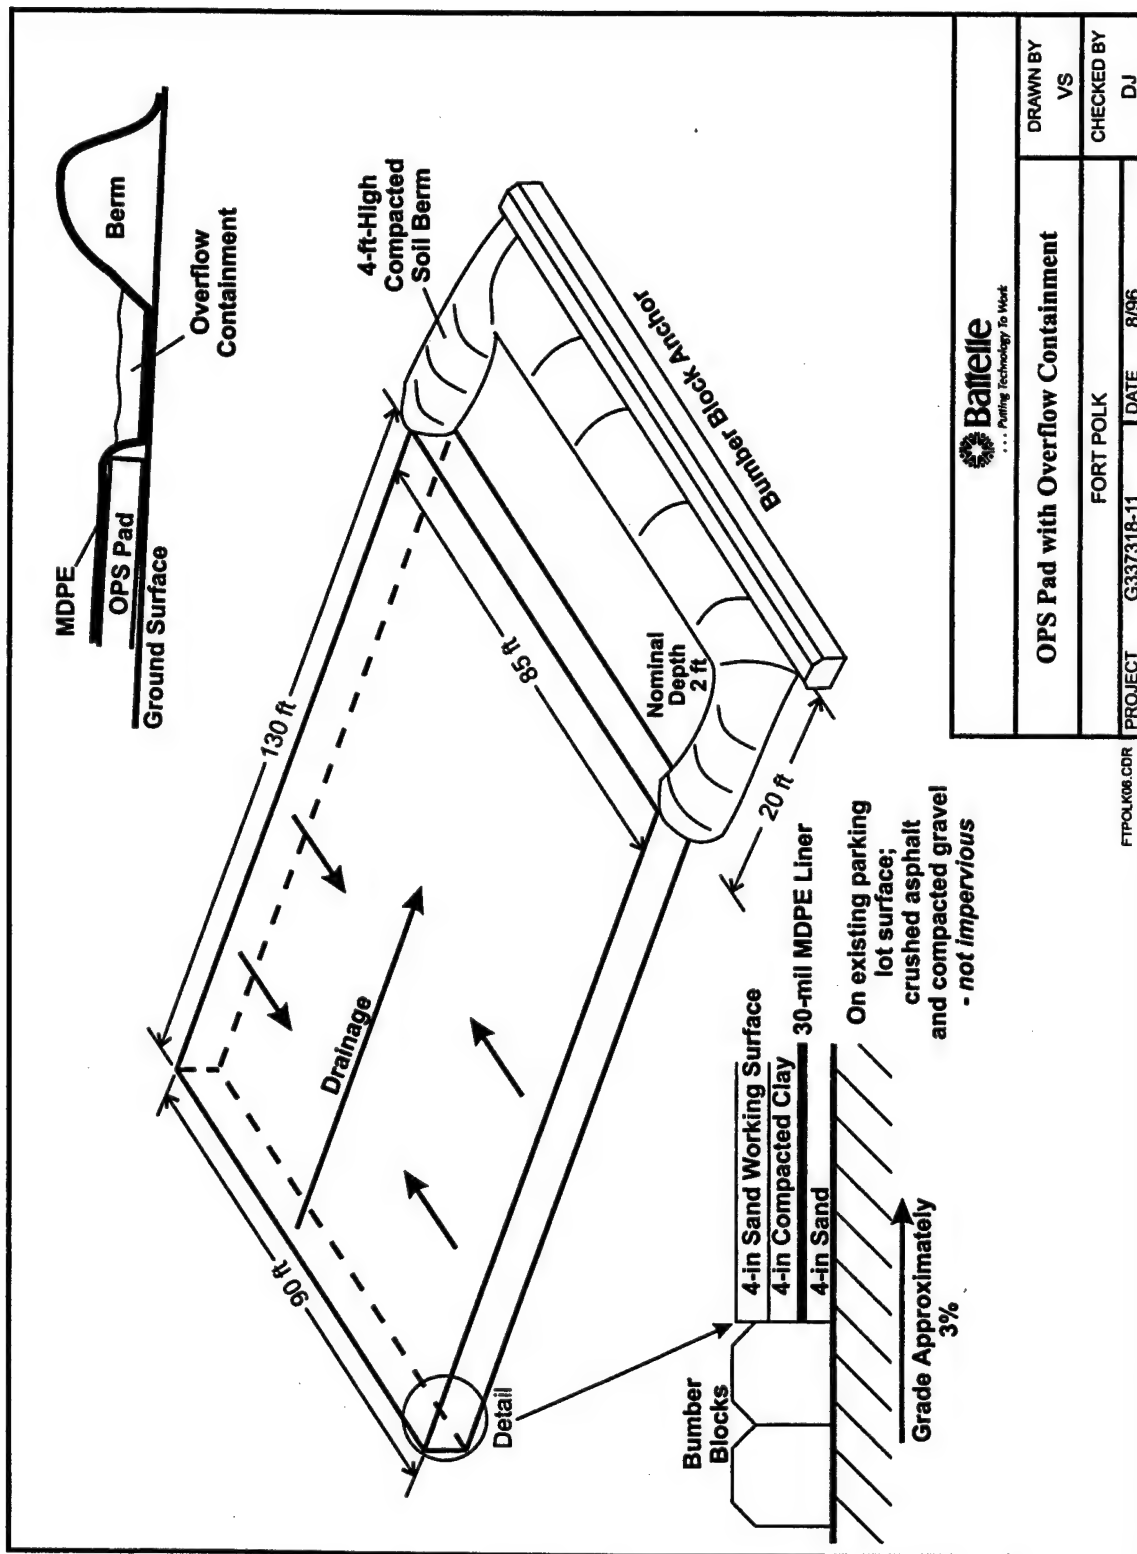 MDPE
OPS Pad
Ground Surface
Berm
Overflow
Containment
130 ft
4-ft-High
Compacted
Soil Berm
90 ft
Drainage
85 ft
Nominal
Depth
2 ft
Bumber Block Anchor
20 ft
Detail
Bumber
Blocks
4-in Sand Working Surface
4-in Compacted Clay
30-mil MDPE Liner
4-in Sand
On existing parking
lot surface;
crushed asphalt
and compacted gravel
- not impervious
Grade Approximately
3%
Battelle
. . . Putting Technology To Work
OPS Pad with Overflow Containment
DRAWN BY
VS
FORT POLK
CHECKED BY
DJ
FTPOLK06.CDR
PROJECT G337318-11
DATE 8/96